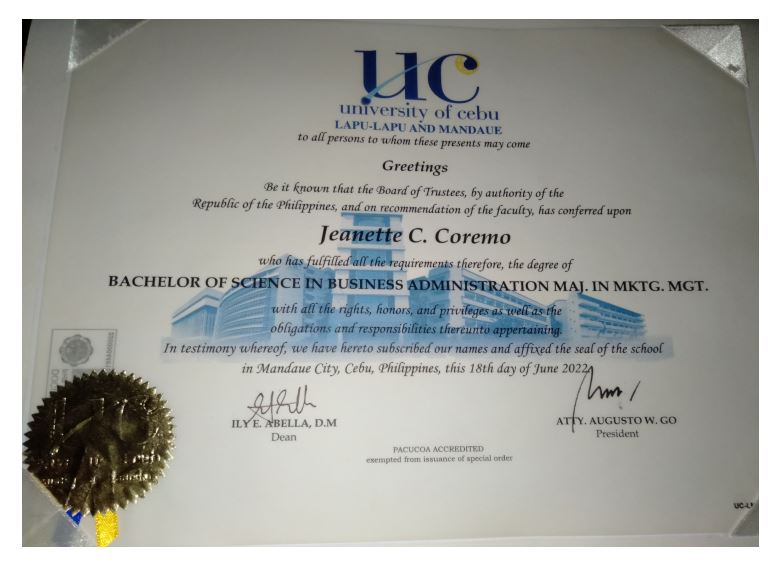 uc
university of cebu
LAPU-LAPU AND MANDAUE
to all persons to whom these presents may come
Greetings
Be it known that the Board of Trustees, by authority of the
Republic of the Philippines, and on recommendation of the faculty, has conferred upon
Jeanette C. Coremo
who has fulfilled all the requirements therefore, the degree of
BACHELOR OF SCIENCE IN BUSINESS ADMINISTRATION MAJ. IN MKTG. MGT.
with all the rights, honors, and privileges as well as the
obligations and responsibilities thereunto appertaining.
In testimony whereof, we have hereto subscribed our names and affixed the seal of the school
in Mandaue City, Cebu, Philippines, this 18th day of June 2022
ILY E. ABELLA, D.M
Dean
ATTY. AUGUSTO W. GO
President
PACUCOA ACCREDITED
exempted from issuance of special order